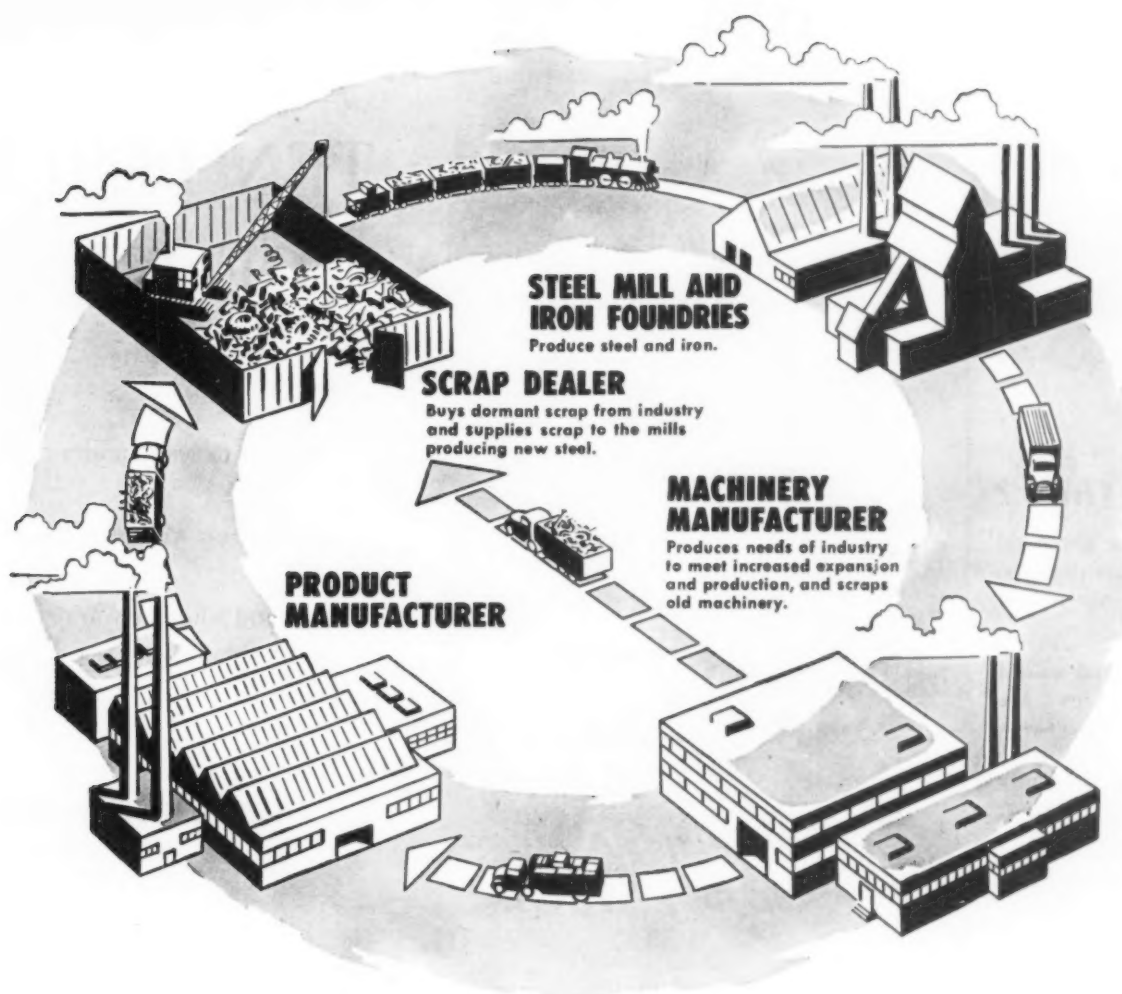 STEEL MILL AND
IRON FOUNDRIES
Produce steel and iron.
SCRAP DEALER
Buys dormant scrap from industry
and supplies scrap to the mills
producing new steel.
MACHINERY
MANUFACTURER
Produces needs of industry
to meet increased expansion
and production, and scraps
old machinery.
PRODUCT
MANUFACTURER